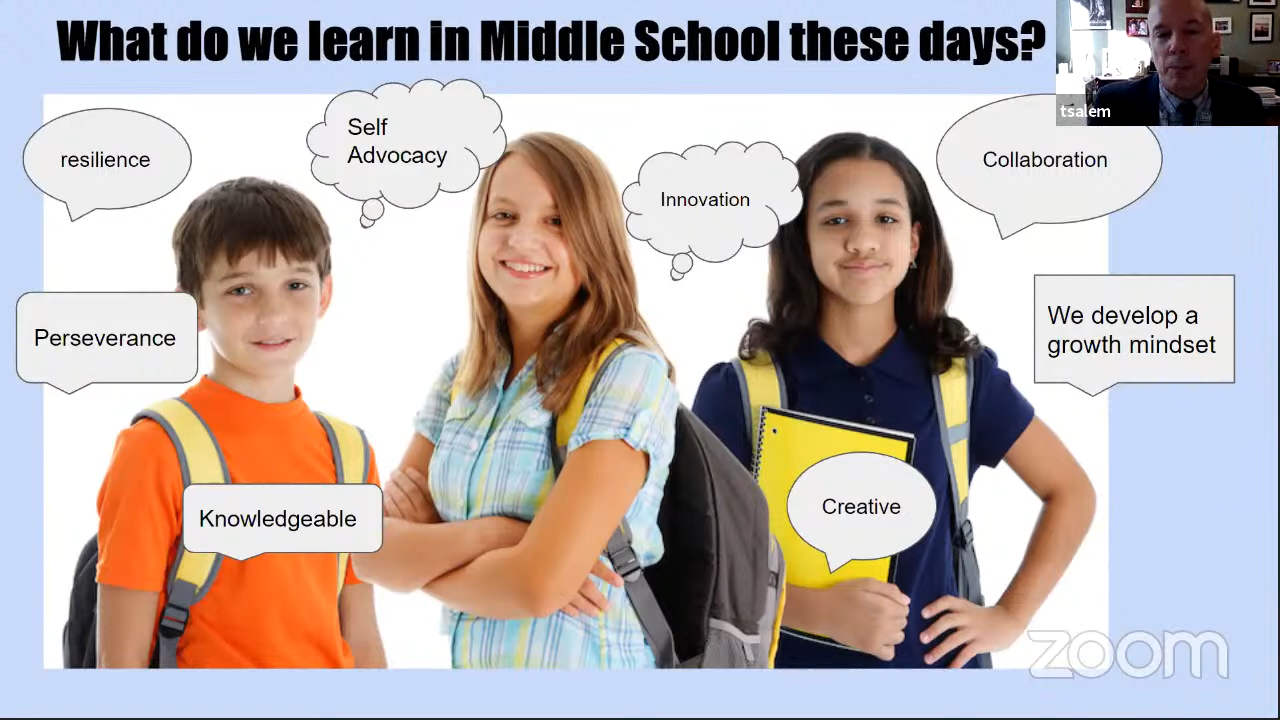 What do we learn in Middle School these days?
tsalem
resilience
Self
Advocacy
Innovation
Collaboration
Perseverance
We develop a
growth mindset
Knowledgeable
Creative
zoom